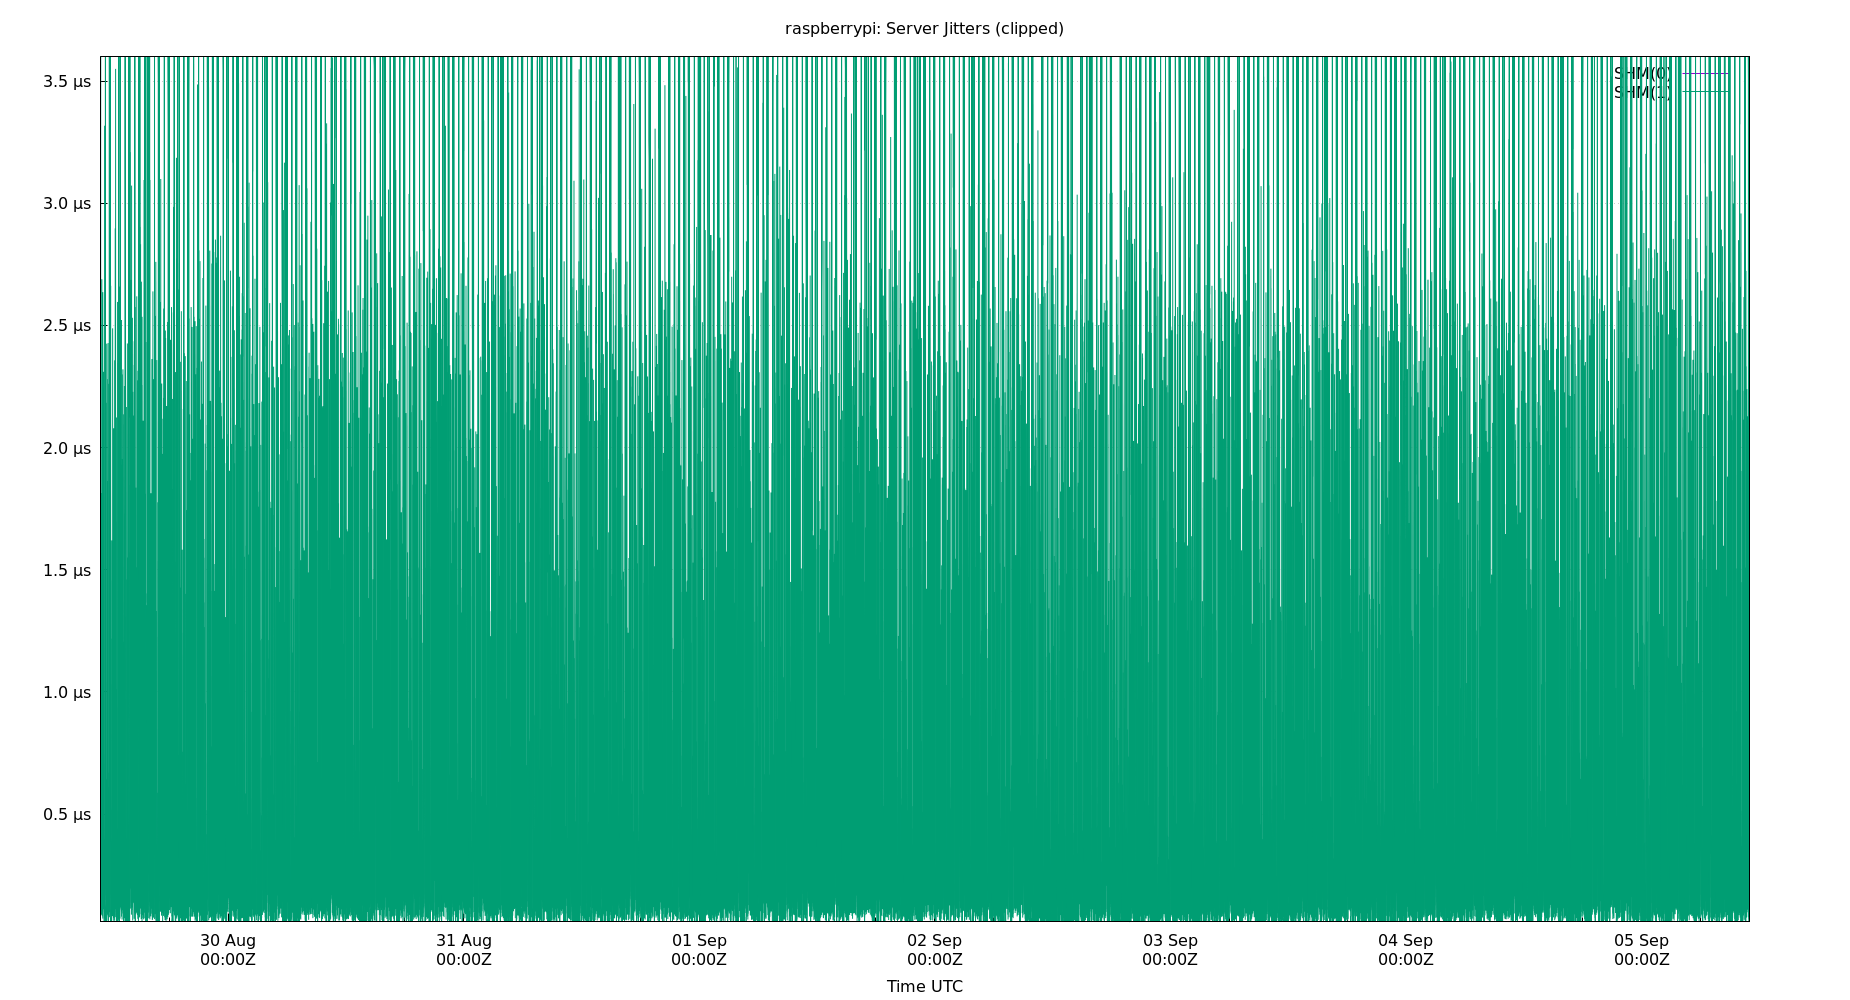 raspberrypi: Server Jitters (clipped)
SHM(0)
SHM(1)
3.5 µs
3.0 µs
2.5 µs
2.0 µs
1.5 µs
1.0 µs
0.5 µs
30 Aug 31 Aug 01 Sep 02 Sep 03 Sep 04 Sep 05 Sep
00:00Z 00:00Z 00:00Z 00:00Z 00:00Z 00:00Z 00:00Z
Time UTC